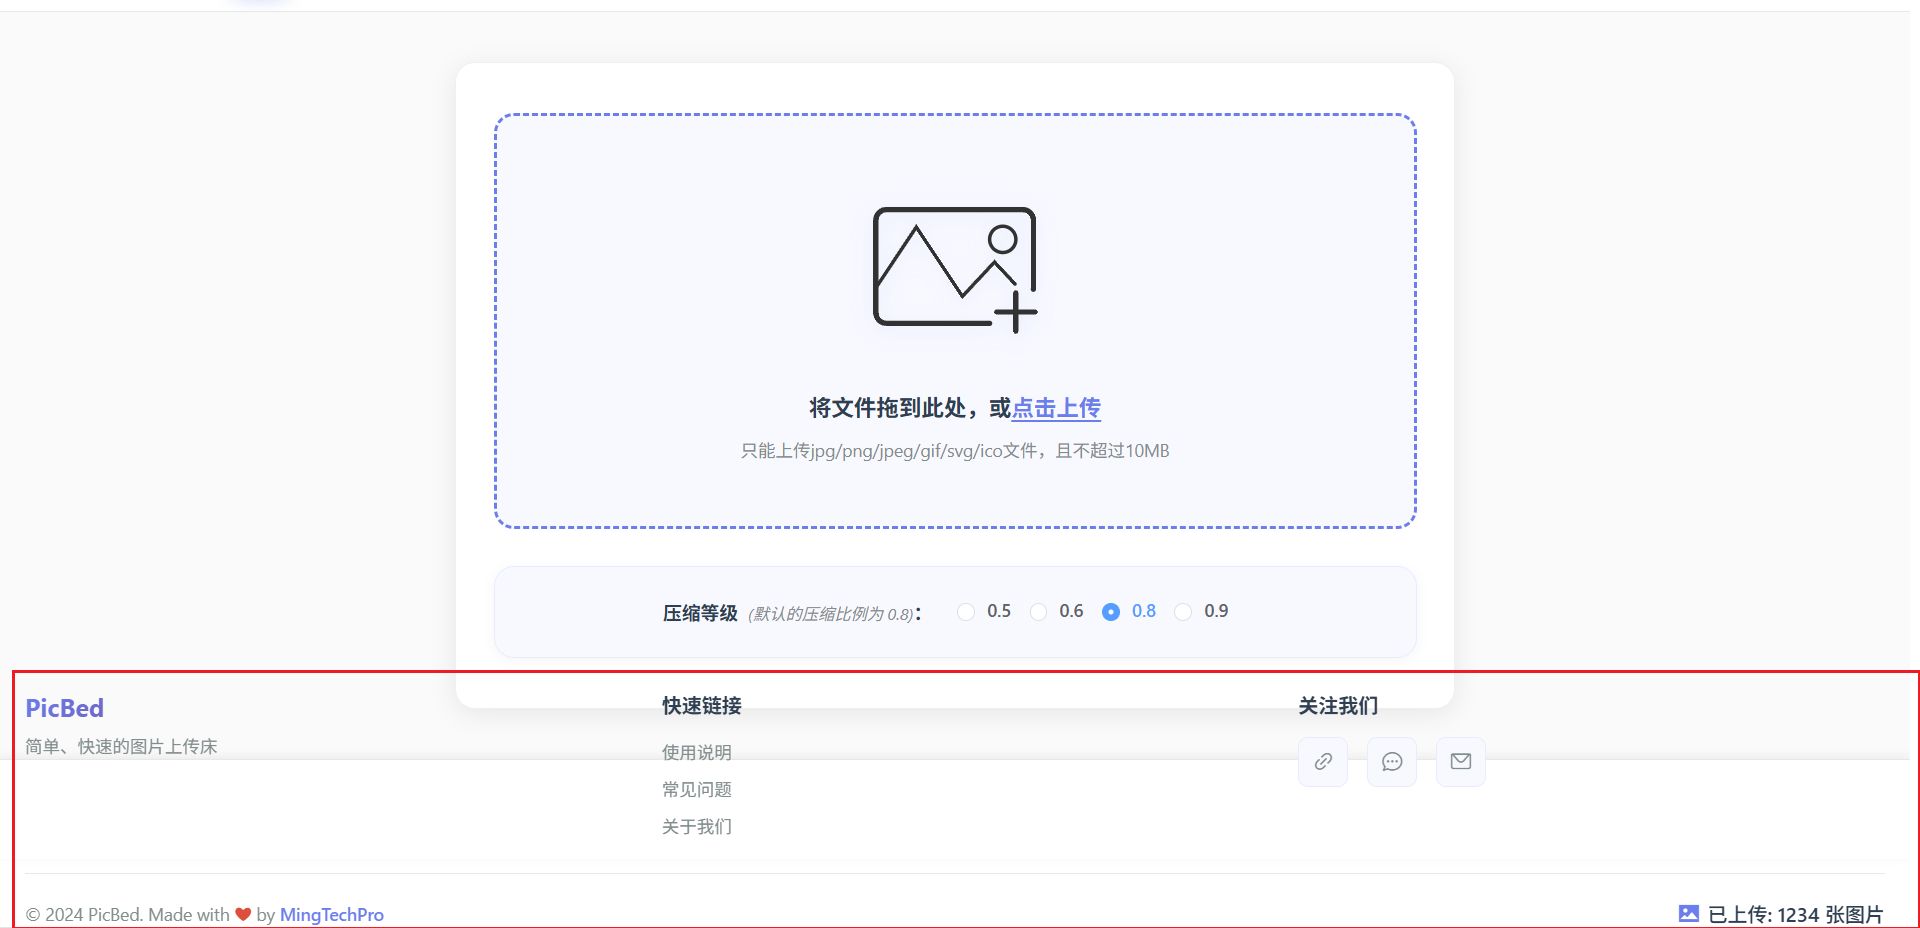 将文件拖到此处，或点击上传
只能上传jpg/png/jpeg/gif/svg/ico文件，且不超过10MB
压缩等级 (默认的压缩比例为 0.8)： 0.5 0.6 0.8 0.9
PicBed
简单、快速的图片上传床
快速链接
使用说明
常见问题
关于我们
关注我们
© 2024 PicBed. Made with ❤ by MingTechPro
已上传: 1234 张图片